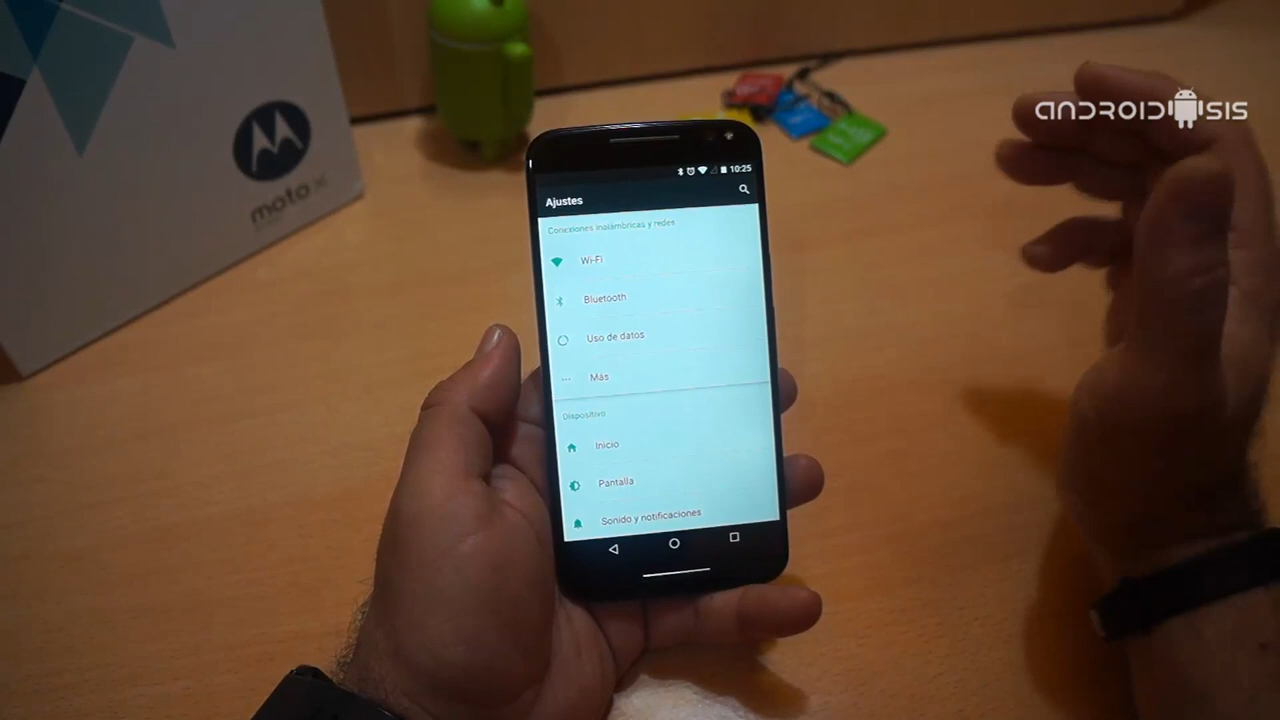 ANDROIDSIS
moto x
10:25
Ajustes
Conexiones inalámbricas y redes
Wi-Fi
Bluetooth
Uso de datos
Más
Dispositivo
Inicio
Pantalla
Sonido y notificaciones